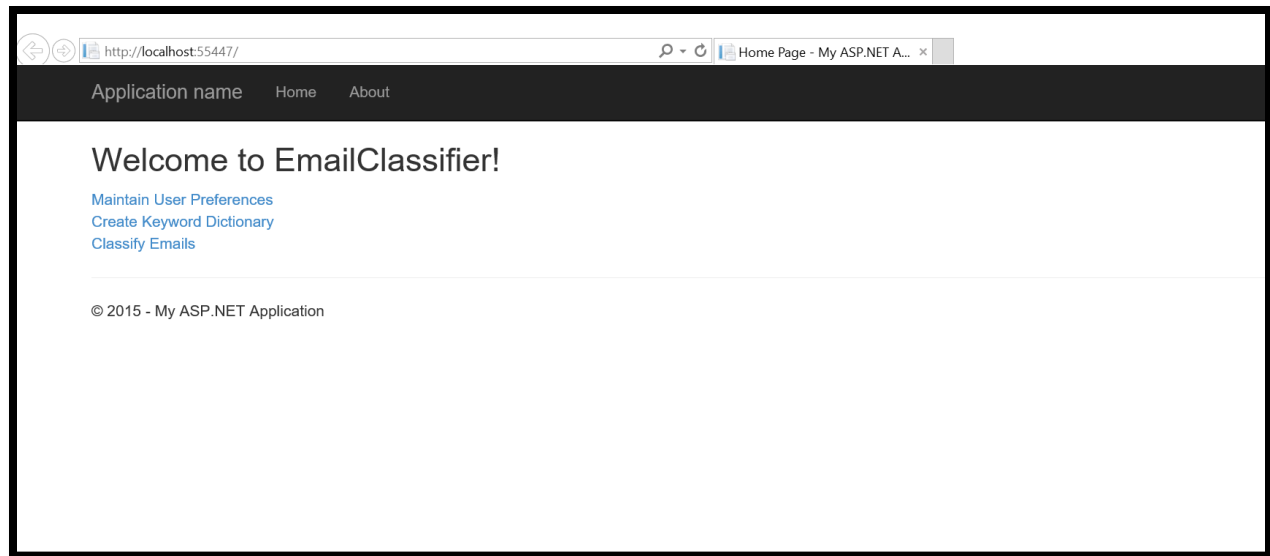 http://localhost:55447/ Home Page - My ASP.NET A...
Application name Home About
Welcome to EmailClassifier!
Maintain User Preferences
Create Keyword Dictionary
Classify Emails
© 2015 - My ASP.NET Application